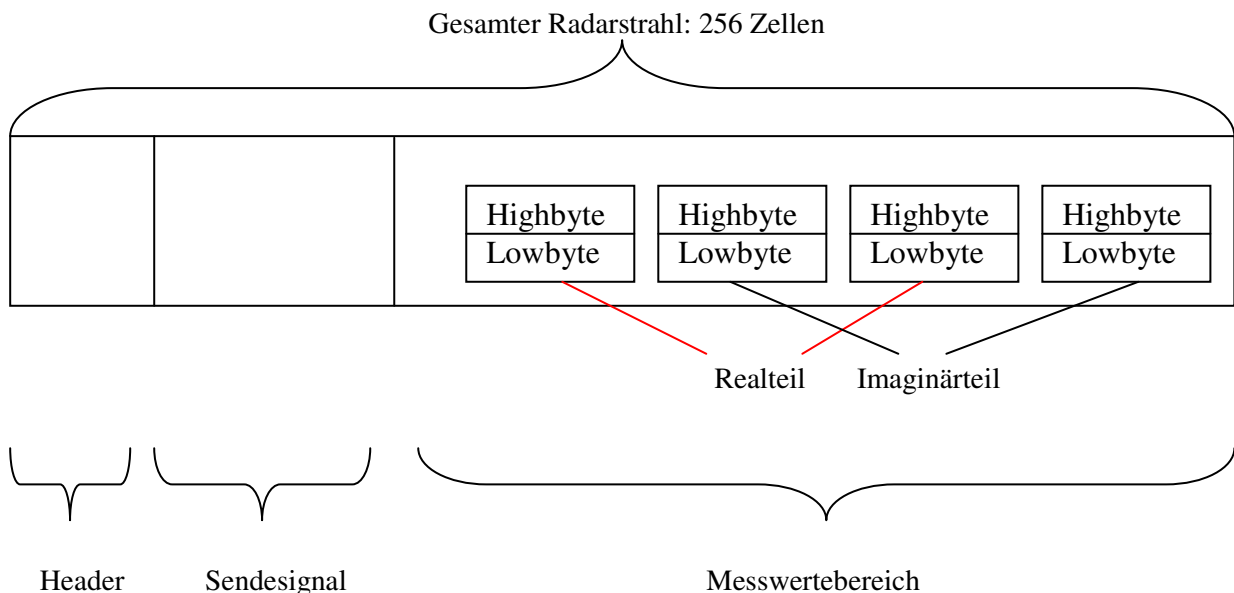 Gesamter Radarstrahl: 256 Zellen
Highbyte Highbyte Highbyte Highbyte
Lowbyte Lowbyte Lowbyte Lowbyte
Realteil Imaginärteil
Header Sendesignal Messwertebereich